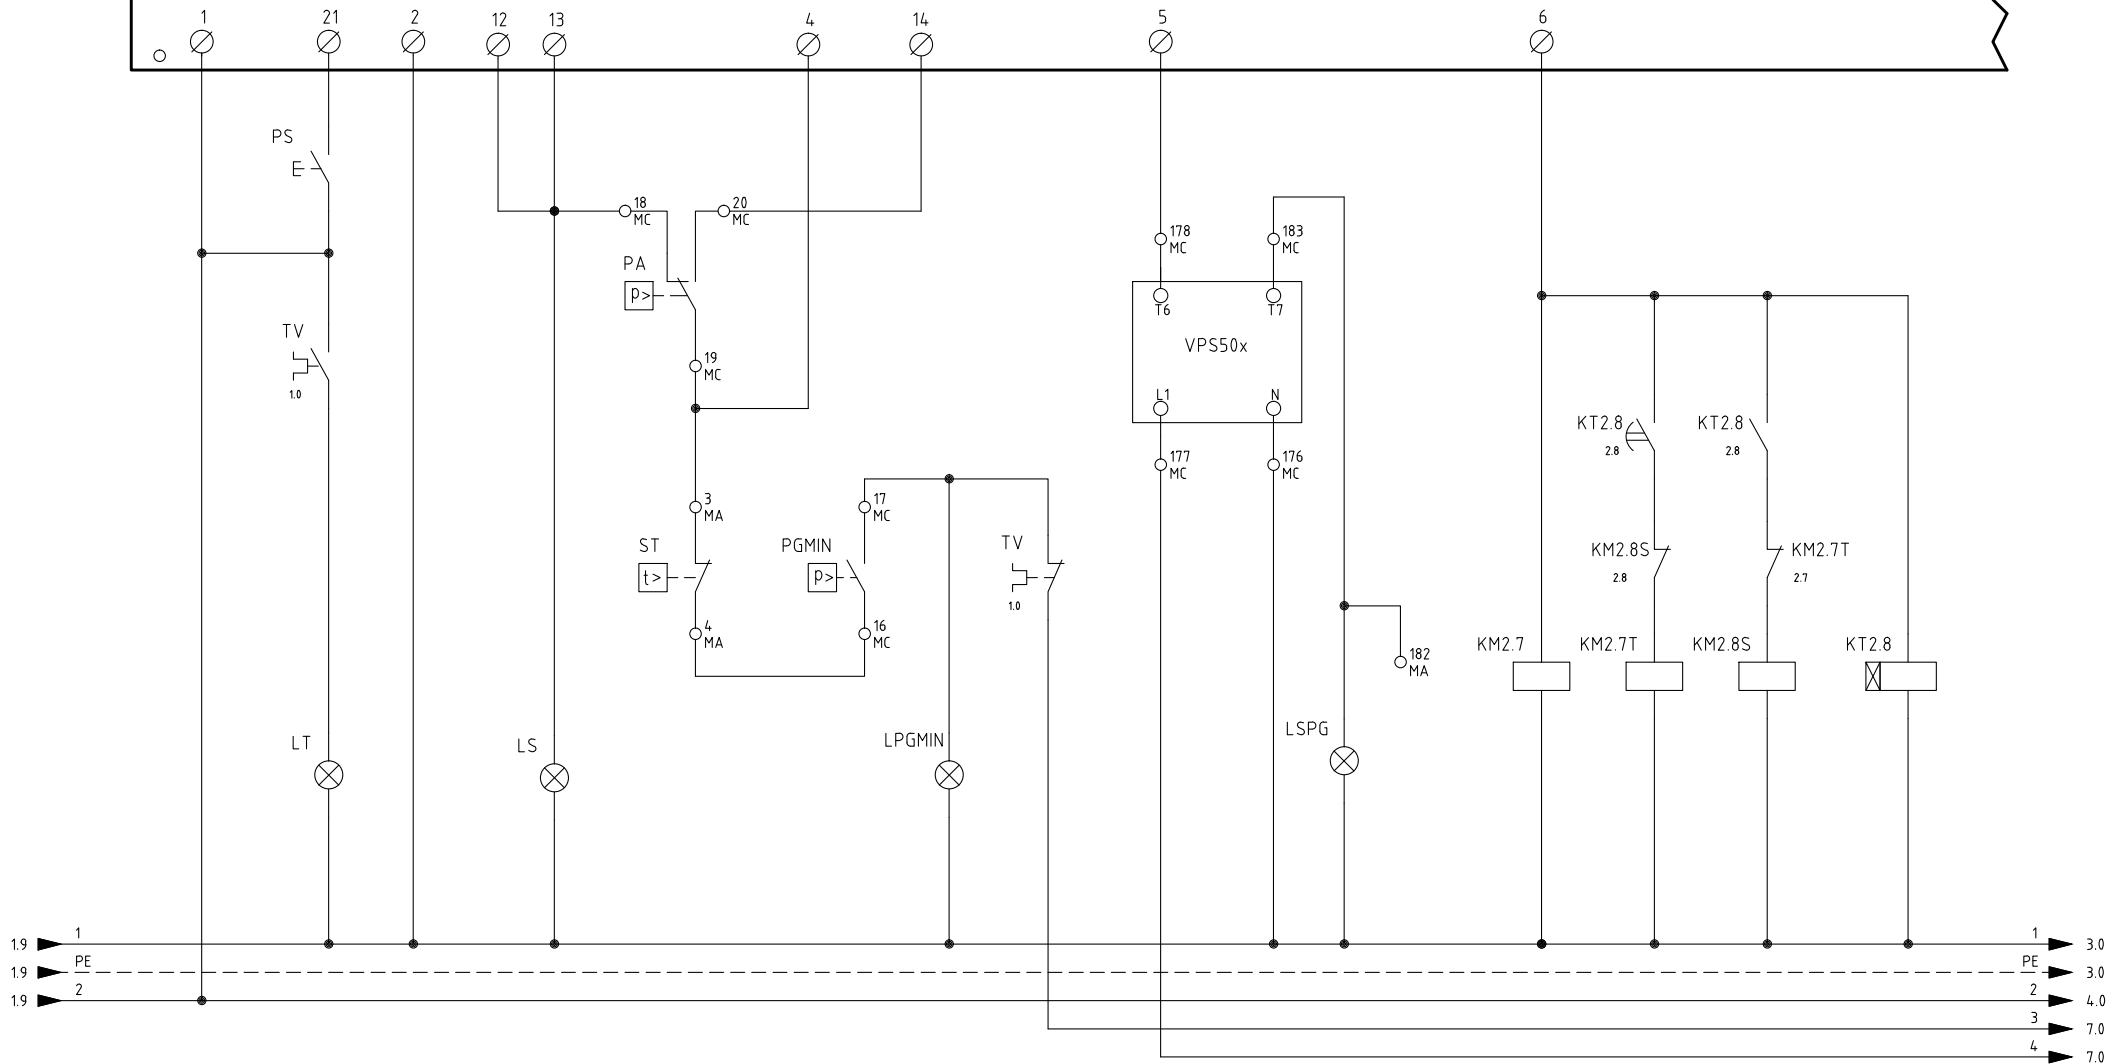 1 21 2 12 13 4 14 5 6
PS
E
18
MC
20
MC
178
MC
183
MC
PA
p>
T6
T7
VPS50x
TV
1.0
19
MC
L1
N
177
MC
176
MC
KT2.8
2.8
KT2.8
2.8
3
MA
17
MC
ST
t>
PGMIN
p>
TV
1.0
KM2.8S
2.8
KM2.7T
2.7
4
MA
16
MC
182
MA
KM2.7
KM2.7T
KM2.8S
KT2.8
LT
LS
LPGMIN
LSPG
1.9 1 1 3.0
1.9 PE PE 3.0
1.9 2 2 4.0
3 7.0
4 7.0